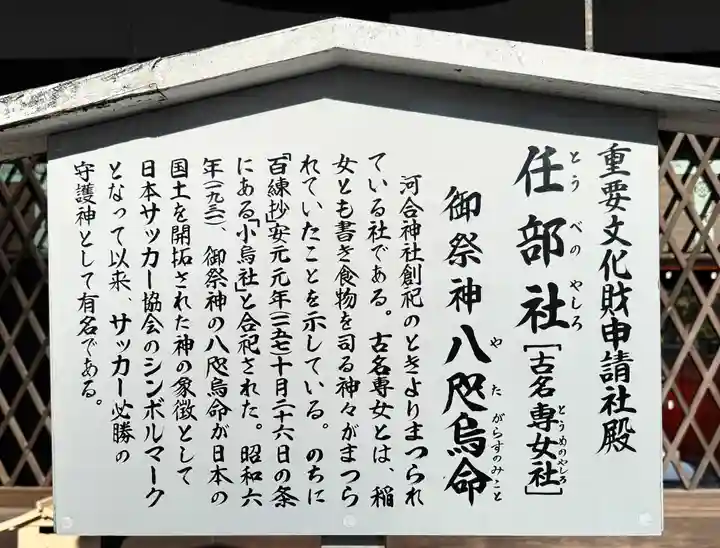 重要文化財申請社殿
任部社［古名専女社］
とうべのやしろ
とうめのやしろ
御祭神八咫烏命
やたがらすのみこと
河合神社創祀のときよりまつられ
ている社である。古名専女とは、稲
女とも書き食物を司る神々がまつら
れていたことを示している。のちに
「百練抄」安元元年(一一七五)十月二十六日の条
にある「小烏社」と合祀された。昭和六
年(一九三一)、御祭神の八咫烏命が日本の
国土を開拓された神の象徴として
日本サッカー協会のシンボルマーク
となって以来、サッカー必勝の
守護神として有名である。